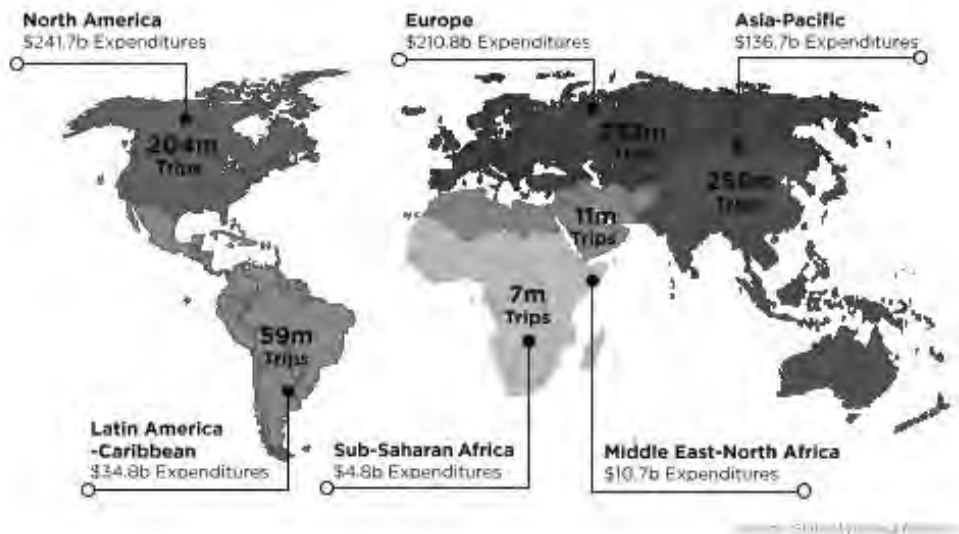 North America
$241.7b Expenditures
Europe
$210.8b Expenditures
Asia-Pacific
$136.7b Expenditures
204m
Trips
Trips
Trips
11m
Trips
7m
Trips
59m
Trips
Latin America
-Caribbean
$34.8b Expenditures
Sub-Saharan Africa
$4.8b Expenditures
Middle East-North Africa
$10.7b Expenditures